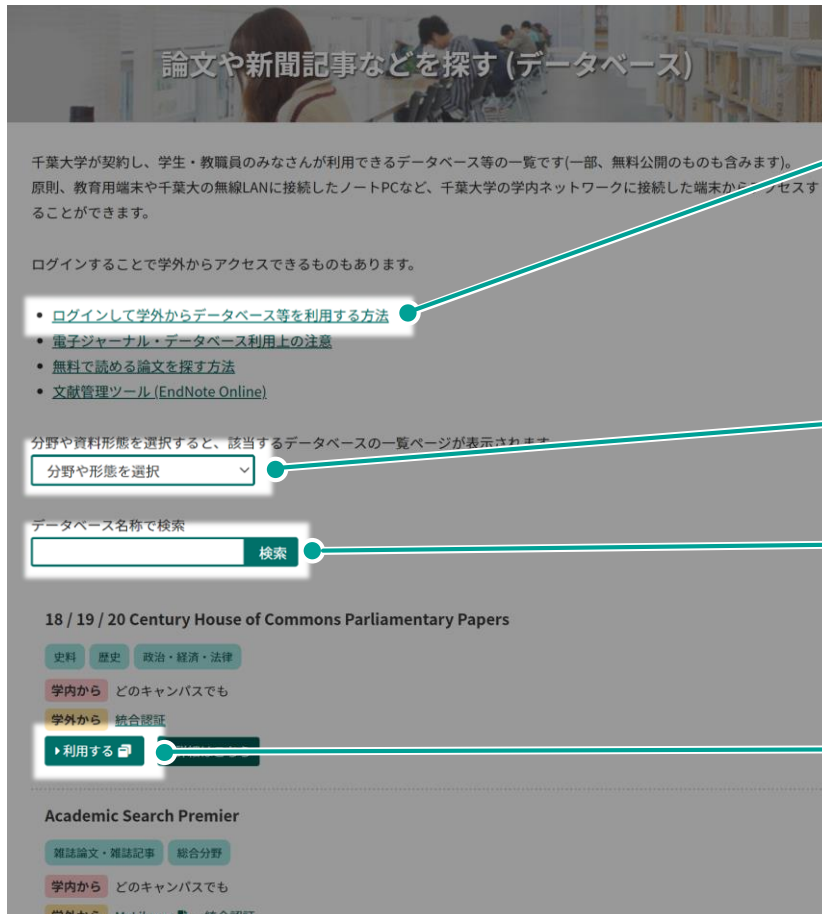 論文や新聞記事などを探す (データベース)
千葉大学が契約し、学生・教職員のみなさんが利用できるデータベース等の一覧です(一部、無料公開のものも含みます)。
原則、教育用端末や千葉大の無線LANに接続したノートPCなど、千葉大学の学内ネットワークに接続した端末からアクセスす
ることができます。
ログインすることで学外からアクセスできるものもあります。
• ログインして学外からデータベース等を利用する方法
• 電子ジャーナル・データベース利用上の注意
• 無料で読める論文を探す方法
• 文献管理ツール (EndNote Online)
分野や資料形態を選択すると、該当するデータベースの一覧ページが表示されます
分野や形態を選択
データベース名称で検索
検索
18 / 19 / 20 Century House of Commons Parliamentary Papers
史料 歴史 政治・経済・法律
学内から どのキャンパスでも
学外から 統合認証
利用する
Academic Search Premier
雑誌論文・雑誌記事 総合分野
学内から どのキャンパスでも
学外から 統合認証